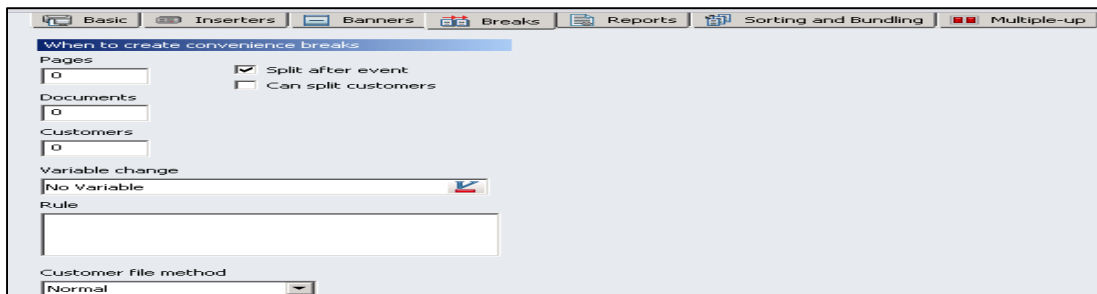 Basic Inserters Banners Breaks Reports Sorting and Bundling Multiple-up
When to create convenience breaks
Pages
0
Split after event
Can split customers
Documents
0
Customers
0
Variable change
No Variable
Rule
Customer file method
Normal